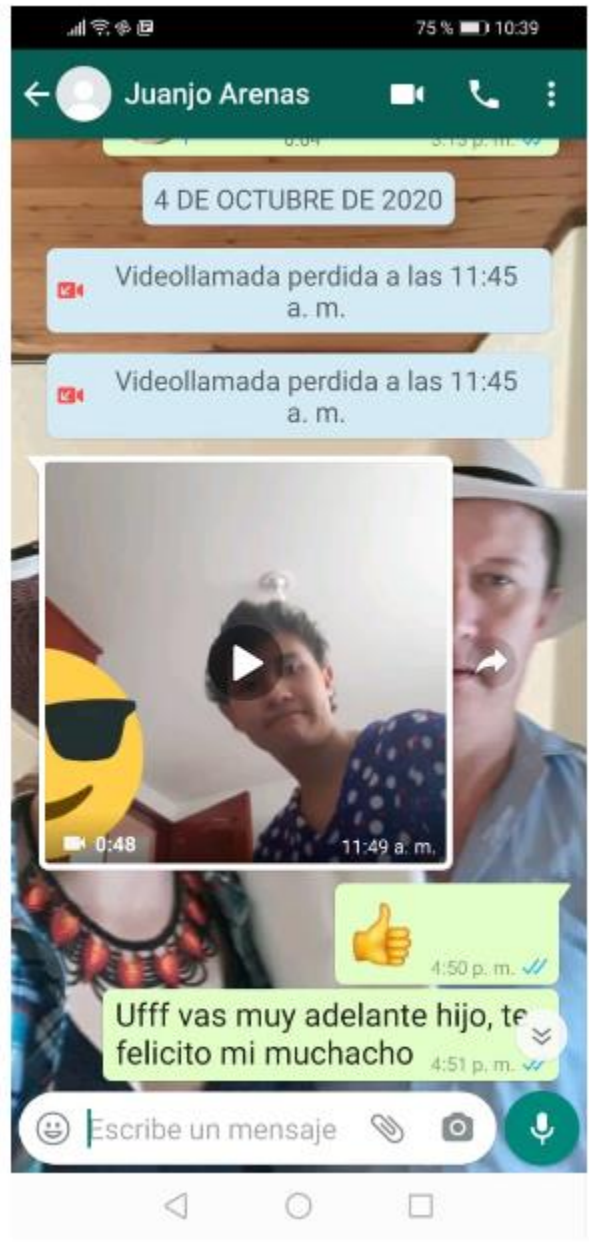 75 % 10:39
Juanjo Arenas
4 DE OCTUBRE DE 2020
Videollamada perdida a las 11:45
a. m.
Videollamada perdida a las 11:45
a. m.
0:48 11:49 a. m.
4:50 p. m.
Ufff vas muy adelante hijo, te
felicito mi muchacho 4:51 p. m.
Escribe un mensaje